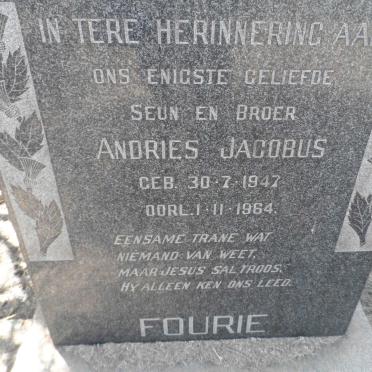 IN TERE HERINNERING AAN
ONS ENIGSTE GELIEFDE
SEUN EN BROER
ANDRIES JACOBUS
GEB. 30·7·1947
OORL. 1·11·1964.
EENSAME TRANE WAT
NIEMAND VAN WEET,
MAAR JESUS SAL TROOS,
HY ALLEEN KEN ONS LEED.
FOURIE